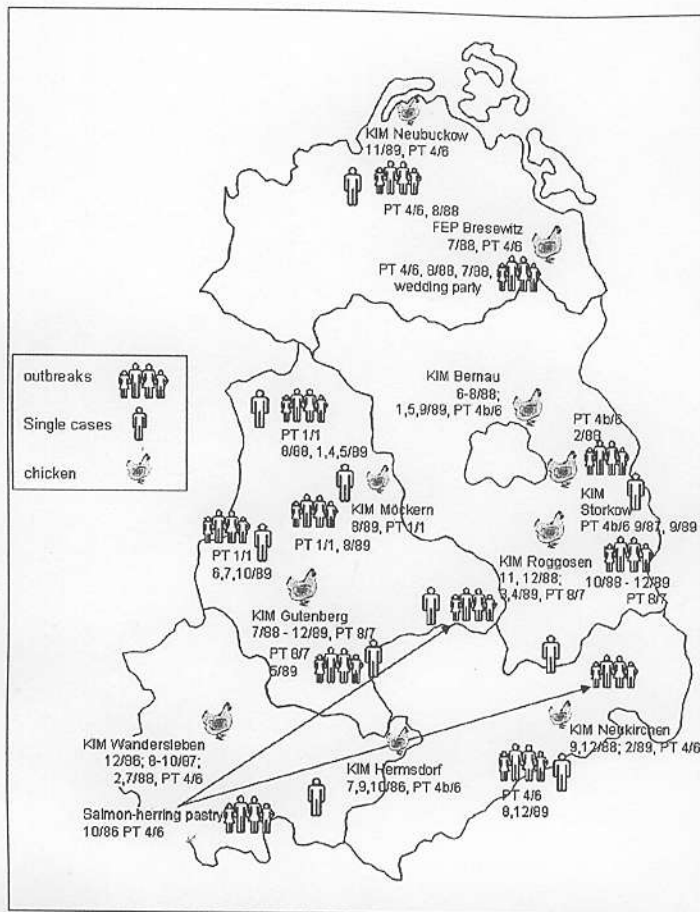 KIM Neubuckow
11/89, PT 4/6
PT 4/6, 8/88
FEP Bresewitz
7/88, PT 4/6
PT 4/6, 8/88, 7/88,
wedding party
outbreaks
Single cases
chicken
KIM Bernau
6-8/88;
1,5,9/89, PT 4b/6
PT 4b/6
2/88
KIM
Storkow
PT 4b/6 9/87, 9/89
PT 1/1
8/88, 1,4,5/89
KIM Möckern
8/89, PT 1/1
PT 1/1, 8/89
PT 1/1
6,7,10/89
KIM Roggosen
11, 12/88;
3,4/89, PT 8/7
10/88 - 12/89
PT 8/7
KIM Gutenberg
7/88 - 12/89, PT 8/7
PT 8/7
5/89
KIM Wandersleben
12/86; 8-10/87;
2,7/88, PT 4/6
KIM Hermsdorf
7,9,10/86, PT 4b/6
KIM Neukirchen
9,12/88; 2/89, PT 4/6
Salmon-herring pastry
10/86 PT 4/6
PT 4/6
8,12/89